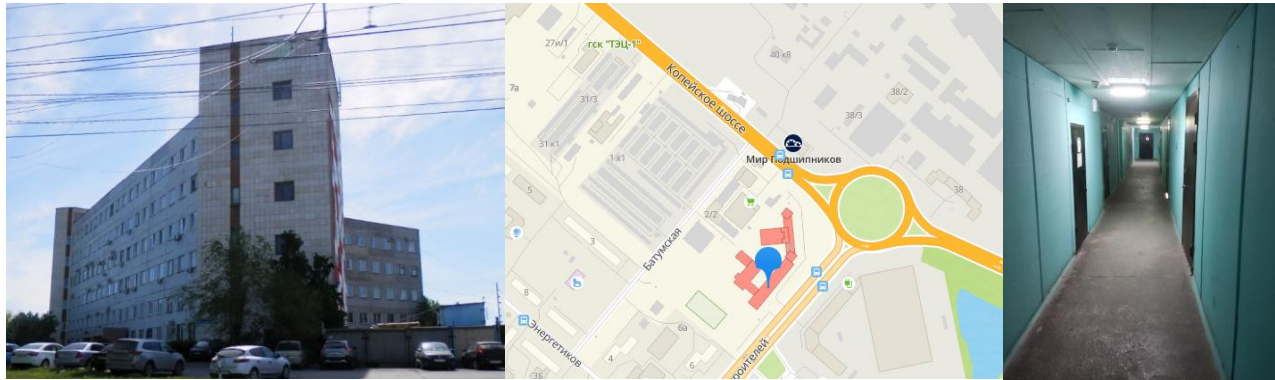 27и/1
гск "ТЭЦ-1"
40 к8
7а
Копейское шоссе
31/3
38/2
38/3
31 к1
1 к1
Мир Подшипников
5
38
2/2
3
Батумская
8
6а
Энергетиков
4
6
роителей
3Б